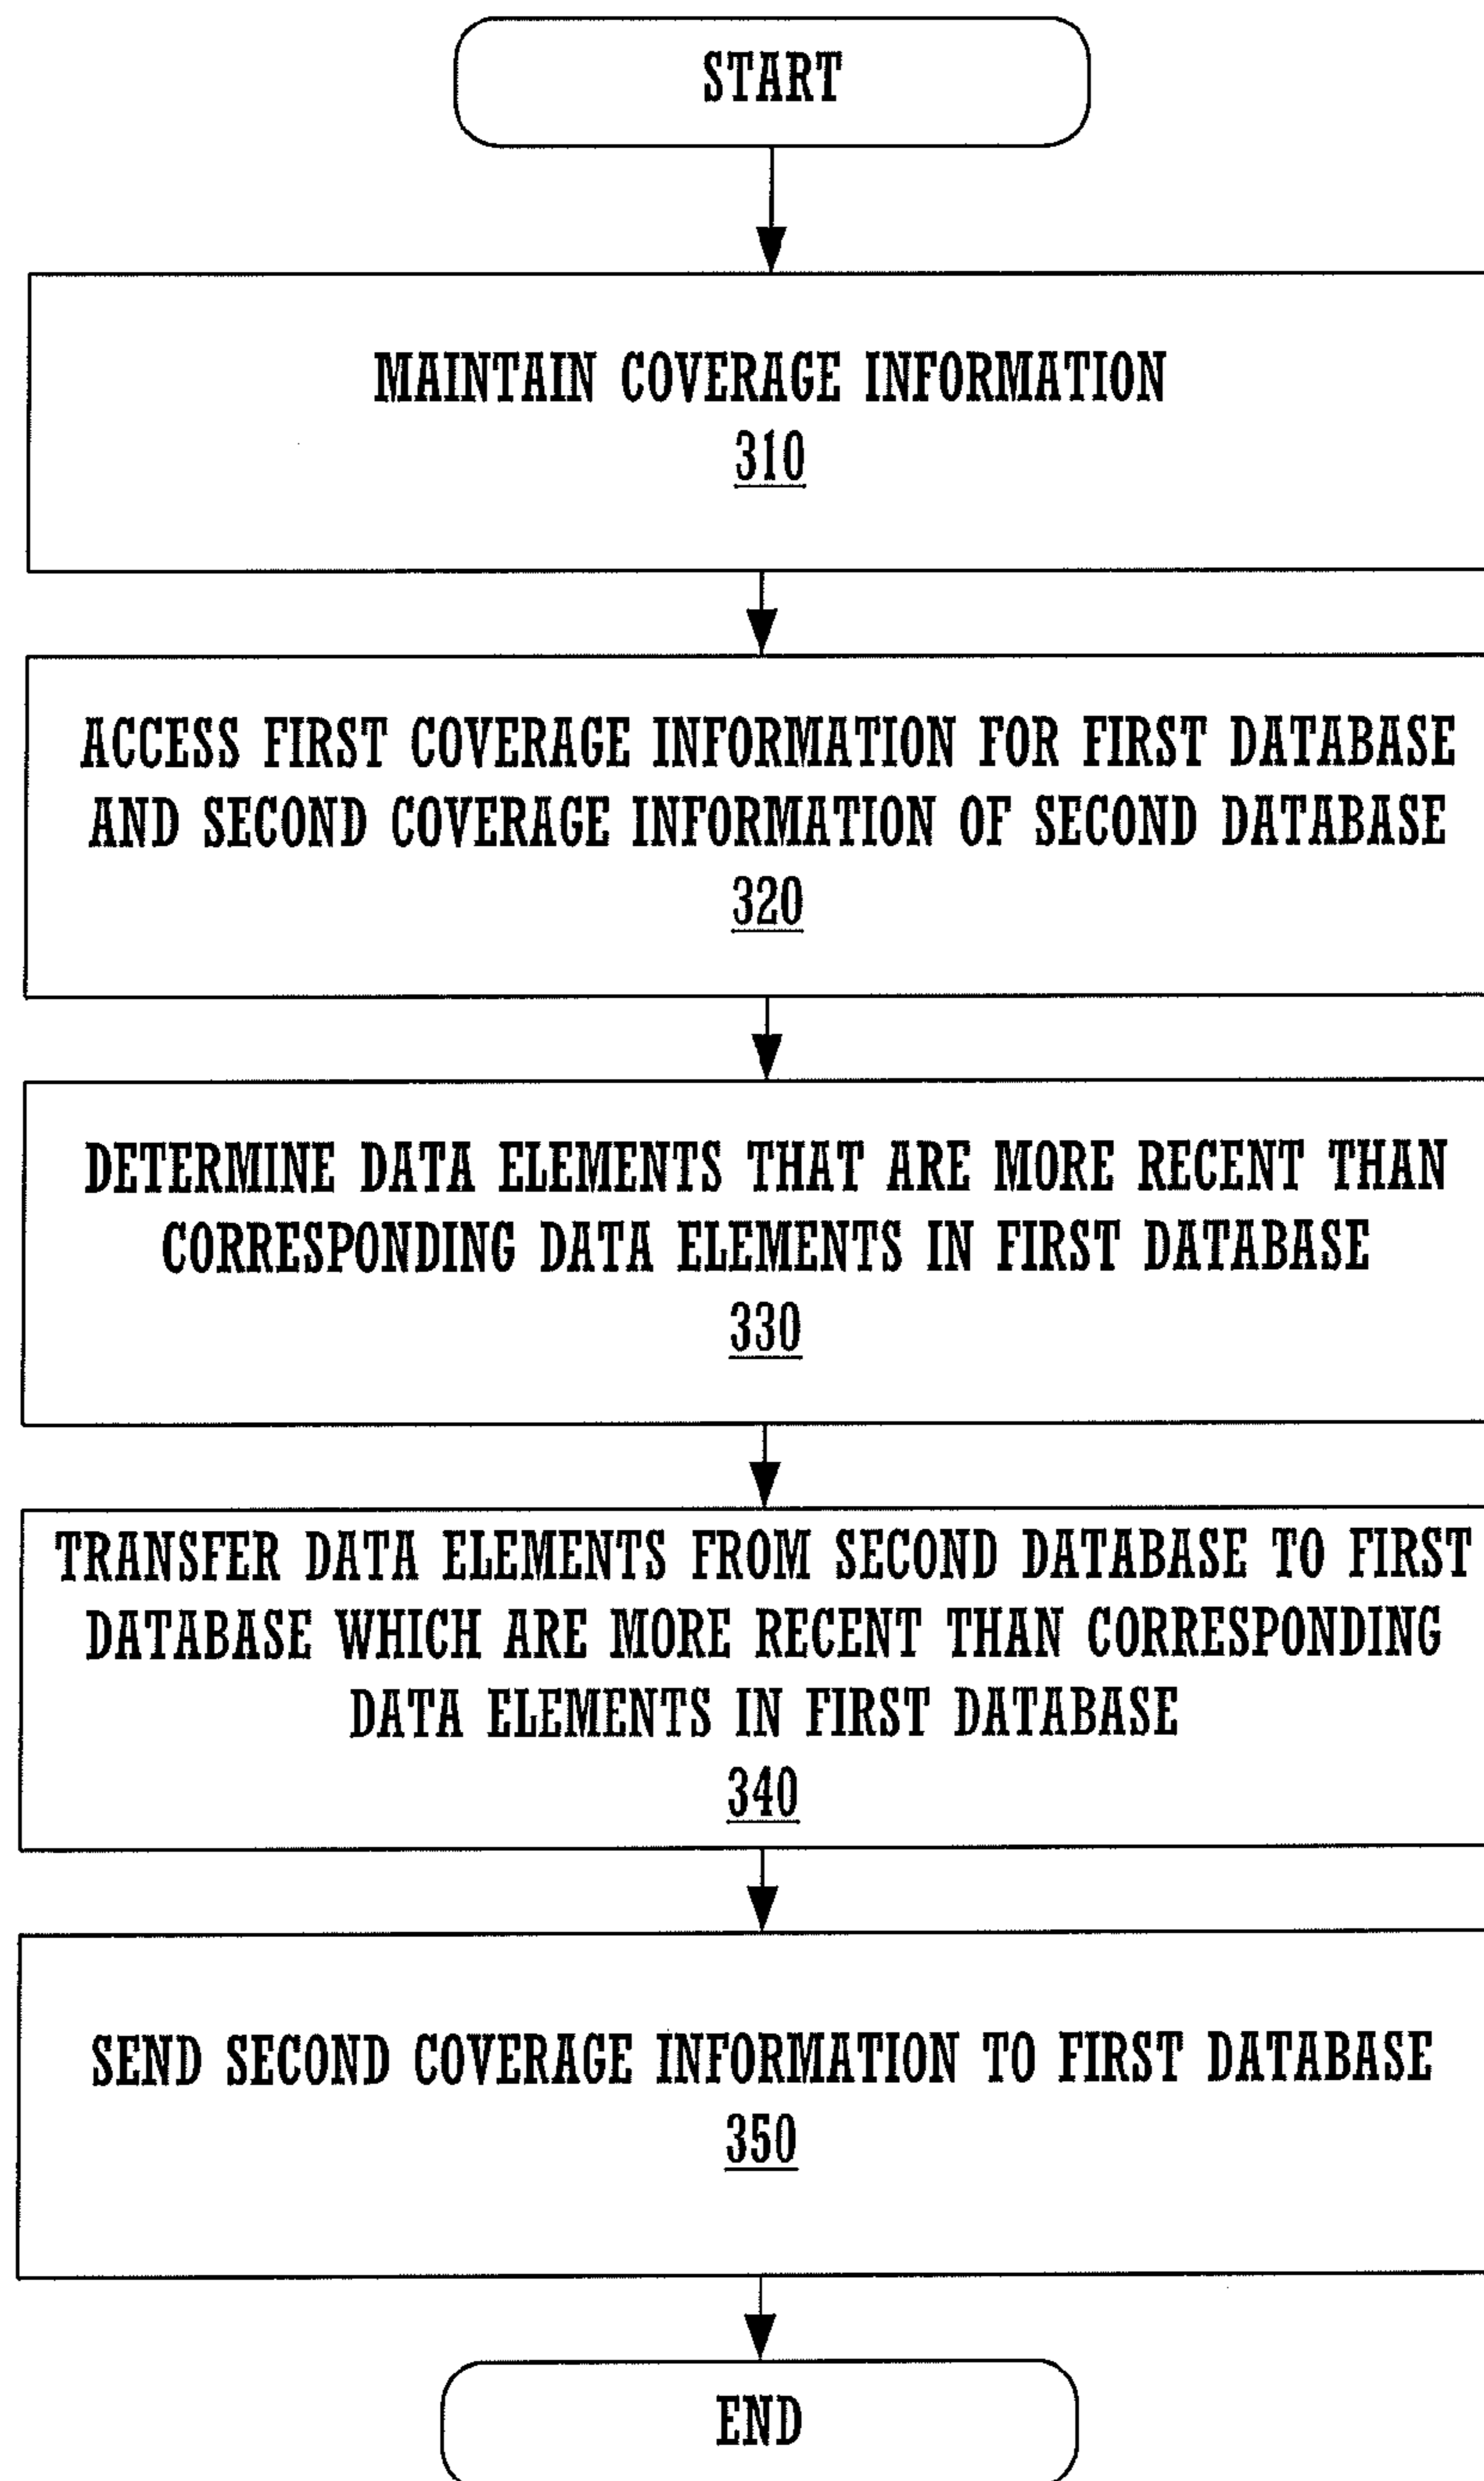 START
MAINTAIN COVERAGE INFORMATION
310
ACCESS FIRST COVERAGE INFORMATION FOR FIRST DATABASE
AND SECOND COVERAGE INFORMATION OF SECOND DATABASE
320
DETERMINE DATA ELEMENTS THAT ARE MORE RECENT THAN
CORRESPONDING DATA ELEMENTS IN FIRST DATABASE
330
TRANSFER DATA ELEMENTS FROM SECOND DATABASE TO FIRST
DATABASE WHICH ARE MORE RECENT THAN CORRESPONDING
DATA ELEMENTS IN FIRST DATABASE
340
SEND SECOND COVERAGE INFORMATION TO FIRST DATABASE
350
END